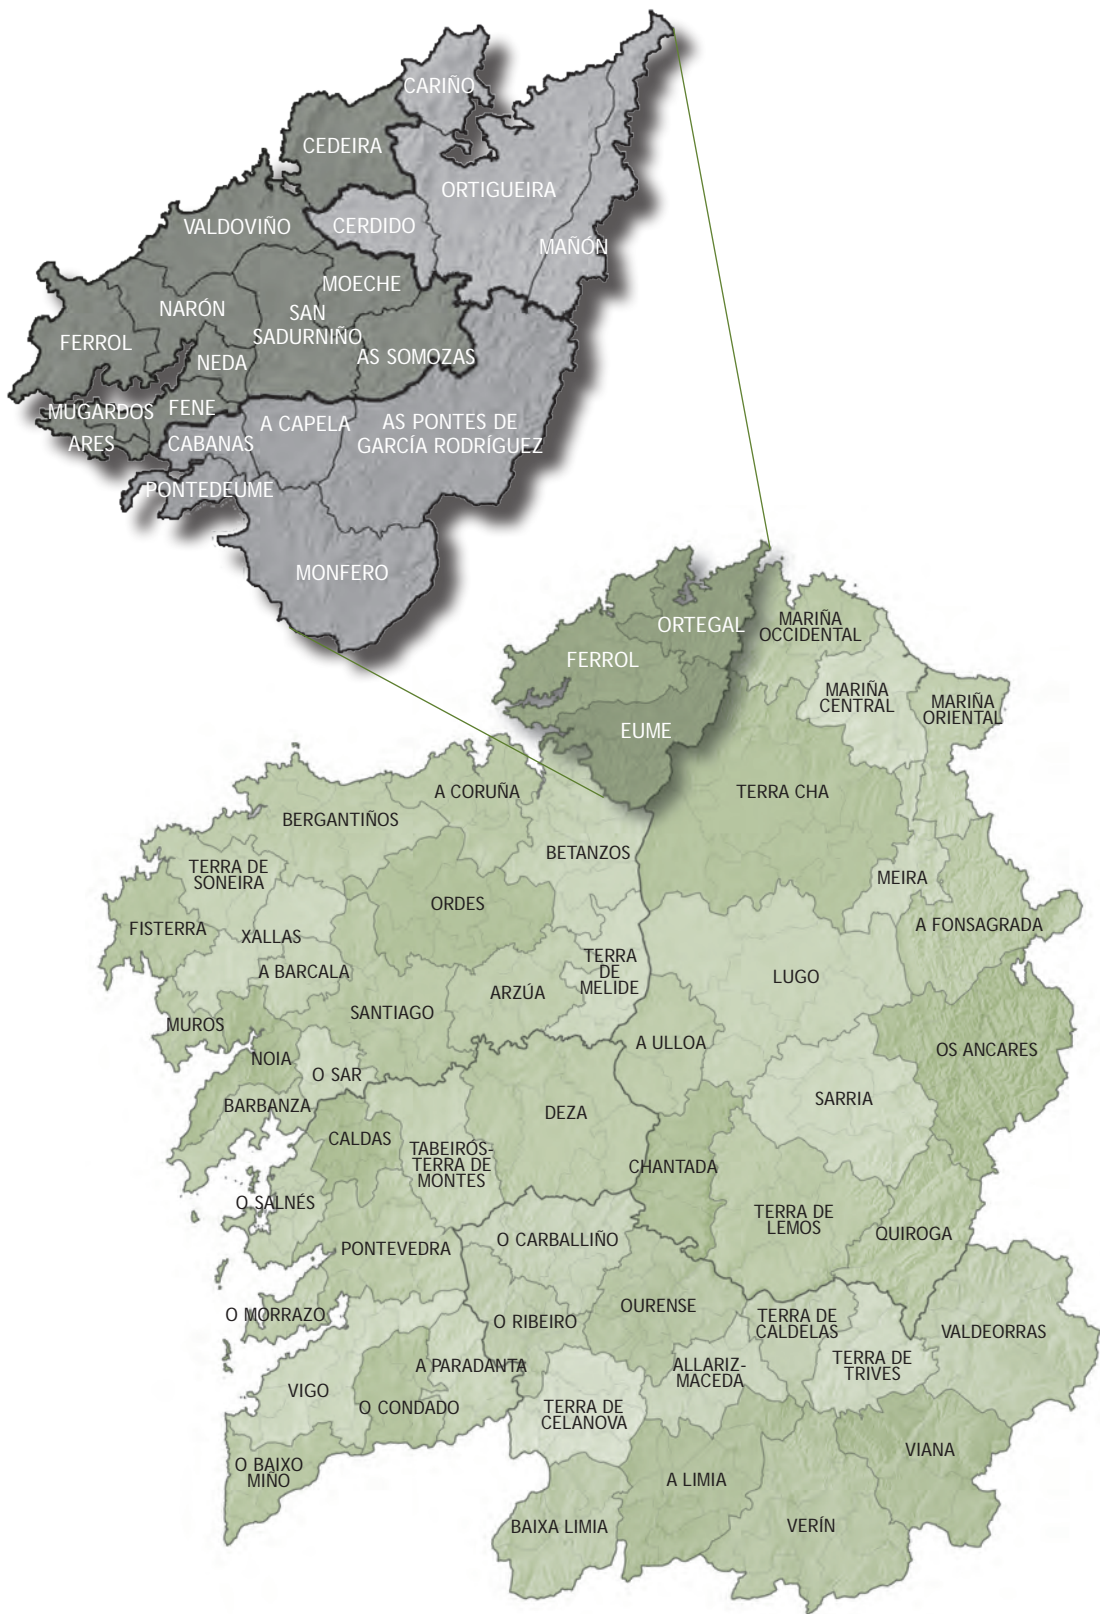 CARIÑO
CEDEIRA
ORTIGUEIRA
CERDIDO
VALDOVIÑO
MAÑÓN
MOECHE
NARÓN
SAN
SADURNIÑO
FERROL
NEDA
AS SOMOZAS
MUGARDOS
FENE
A CAPELA
AS PONTES DE
GARCÍA RODRÍGUEZ
ARES
CABANAS
PONTEDEUME
MONFERO
ORTEGAL
MARIÑA
OCCIDENTAL
FERROL
MARIÑA
CENTRAL
MARIÑA
ORIENTAL
EUME
A CORUÑA
TERRA CHA
BERGANTIÑOS
BETANZOS
TERRA DE
SONEIRA
MEIRA
ORDES
FISTERRA
XALLAS
A FONSAGRADA
A BARCALA
TERRA
DE
MELIDE
LUGO
ARZÚA
SANTIAGO
MUROS
NOIA
A ULLOA
OS ANCARES
O SAR
BARBANZA
DEZA
SARRIA
CALDAS
TABEIRÓS-
TERRA DE
MONTES
CHANTADA
O SALNÉS
TERRA DE
LEMOS
QUIROGA
PONTEVEDRA
O CARBALLIÑO
O MORRAZO
O RIBEIRO
OURENSE
TERRA DE
CALDELAS
VALDEORRAS
A PARADANTA
ALLARIZ-
MACEDA
TERRA DE
TRIVES
VIGO
O CONDADO
TERRA DE
CELANOVA
VIANA
O BAIXO
MIÑO
A LIMIA
BAIXA LIMIA
VERÍN